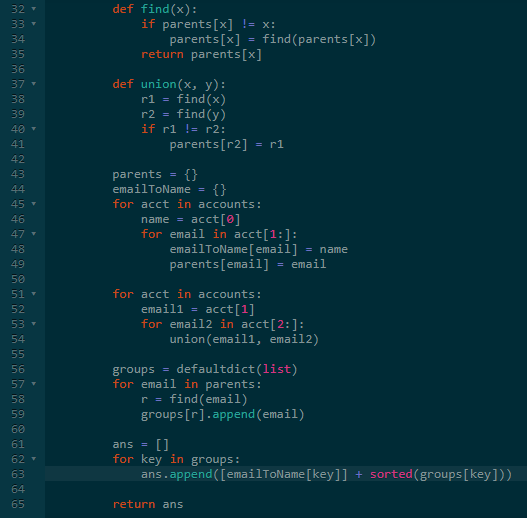 32 def find(x):
33 if parents[x] != x:
34 parents[x] = find(parents[x])
35 return parents[x]
36
37 def union(x, y):
38 r1 = find(x)
39 r2 = find(y)
40 if r1 != r2:
41 parents[r2] = r1
42
43 parents = {}
44 emailToName = {}
45 for acct in accounts:
46 name = acct[0]
47 for email in acct[1:]:
48 emailToName[email] = name
49 parents[email] = email
50
51 for acct in accounts:
52 email1 = acct[1]
53 for email2 in acct[2:]:
54 union(email1, email2)
55
56 groups = defaultdict(list)
57 for email in parents:
58 r = find(email)
59 groups[r].append(email)
60
61 ans = []
62 for key in groups:
63 ans.append([emailToName[key]] + sorted(groups[key]))
64
65 return ans